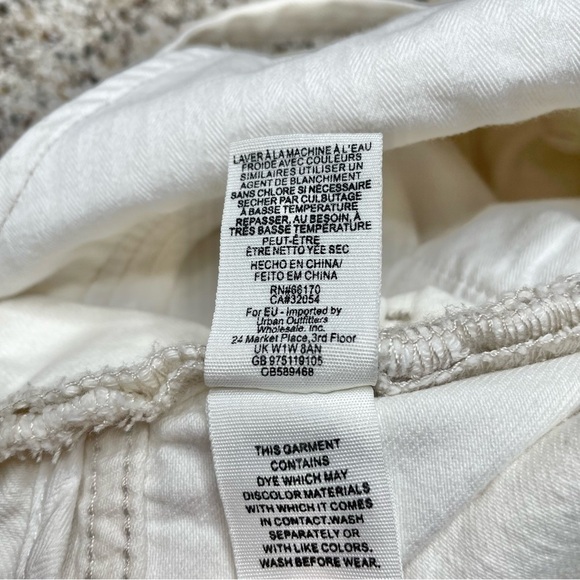 LAVER À LA MACHINE À L'EAU
FROIDE AVEC COULEURS
SIMILAIRES UTILISER UN
AGENT DE BLANCHIMENT
SANS CHLORE SI NÉCESSAIRE
SÉCHER PAR CULBUTAGE
À BASSE TEMPÉRATURE
REPASSER, AU BESOIN, À
TRÈS BASSE TEMPÉRATURE
PEUT-ÊTRE
ÊTRE NETTO YÉE SEC
HECHO EN CHINA/
FEITO EM CHINA
RN#66170
CA#32054
For EU - Imported by
Urban Outfitters
Wholesale, Inc.
24 Market Place,3rd Floor
UK W1W 8AN
GB 975119105
CB589468
THIS GARMENT
CONTAINS
DYE WHICH MAY
DISCOLOR MATERIALS
WITH WHICH IT COMES
IN CONTACT.WASH
SEPARATELY OR
WITH LIKE COLORS.
WASH BEFORE WEAR.